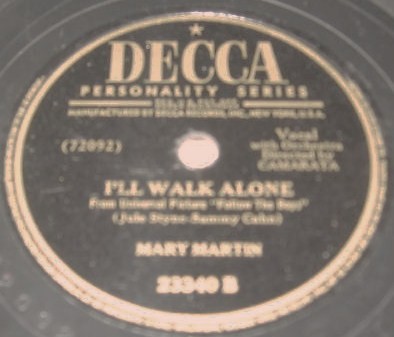 DECCA
PERSONALITY SERIES
MANUFACTURED BY DECCA RECORDS, INC., NEW YORK, U.S.A.
(72092)
Vocal
with Orchestra
Directed by
CAMARATA
I'LL WALK ALONE
From Universal Picture "Follow The Boys"
(Jule Styne-Sammy Cahn)
MARY MARTIN
23340 B